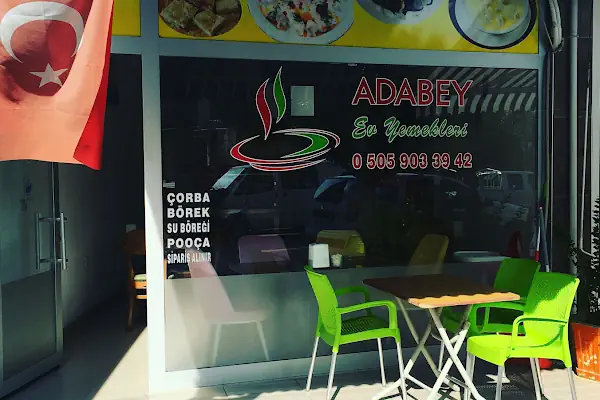 ADABEY
Ev Yemekleri
0 505 903 39 42
ÇORBA
BÖREK
SU BÖREĞİ
POOÇA
SİPARİŞ ALINIR